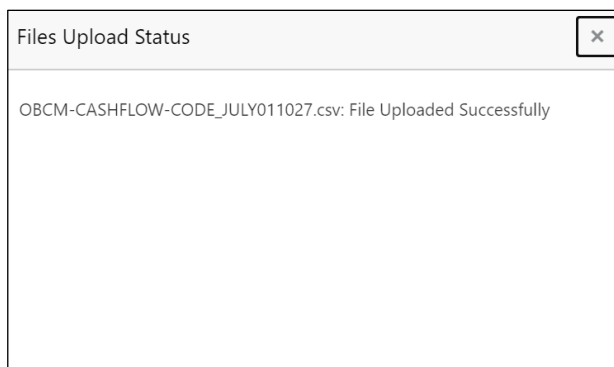 Files Upload Status
OBCM-CASHFLOW-CODE_JULY011027.csv: File Uploaded Successfully